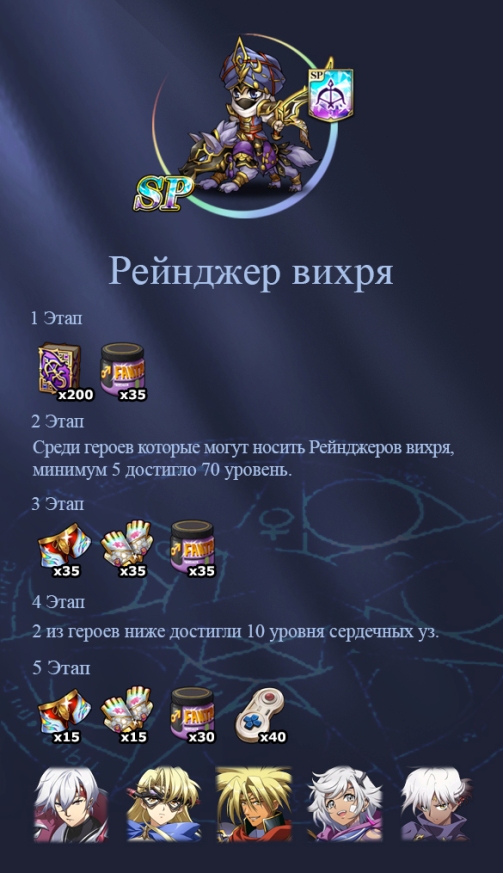 SP
SP
Рейнджер вихря
1 Этап
x200 x35
2 Этап
Среди героев которые могут носить Рейнджеров вихря,
минимум 5 достигло 70 уровень.
3 Этап
x35 x35 x35
4 Этап
2 из героев ниже достигли 10 уровня сердечных уз.
5 Этап
x15 x15 x30 x40